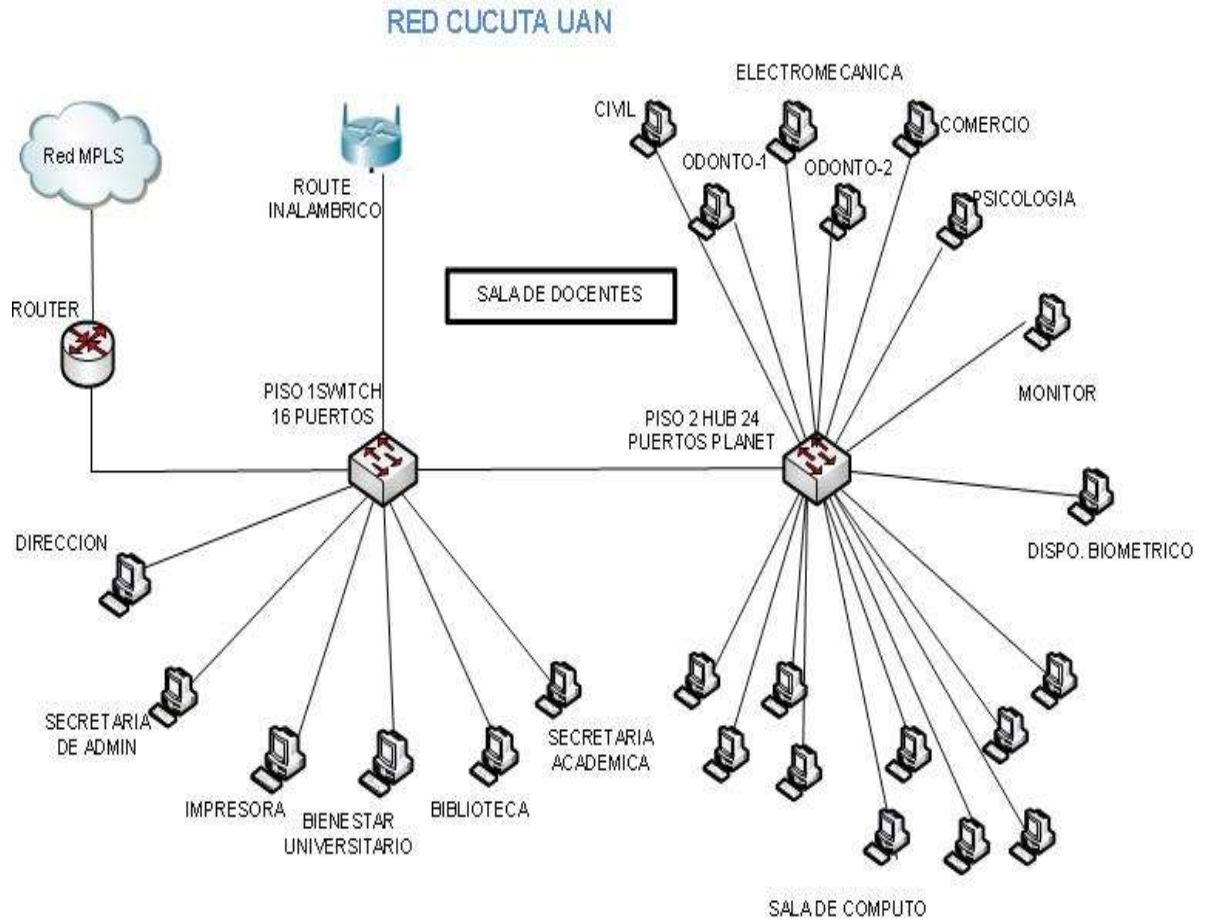 RED CUCUTA UAN
ELECTROMECANICA
CIVIL
COMERCIO
ODONTO-1
ODONTO-2
PSICOLOGIA
Red MPLS
ROUTE
INALAMBRICO
SALA DE DOCENTES
ROUTER
PISO 1SWITCH
16 PUERTOS
PISO 2 HUB 24
PUERTOS PLANET
MONITOR
DIRECCION
DISPO. BIOMETRICO
SECRETARIA
DE ADMIN
IMPRESORA
BIENESTAR
UNIVERSITARIO
BIBLIOTECA
SECRETARIA
ACADEMICA
SALA DE COMPUTO